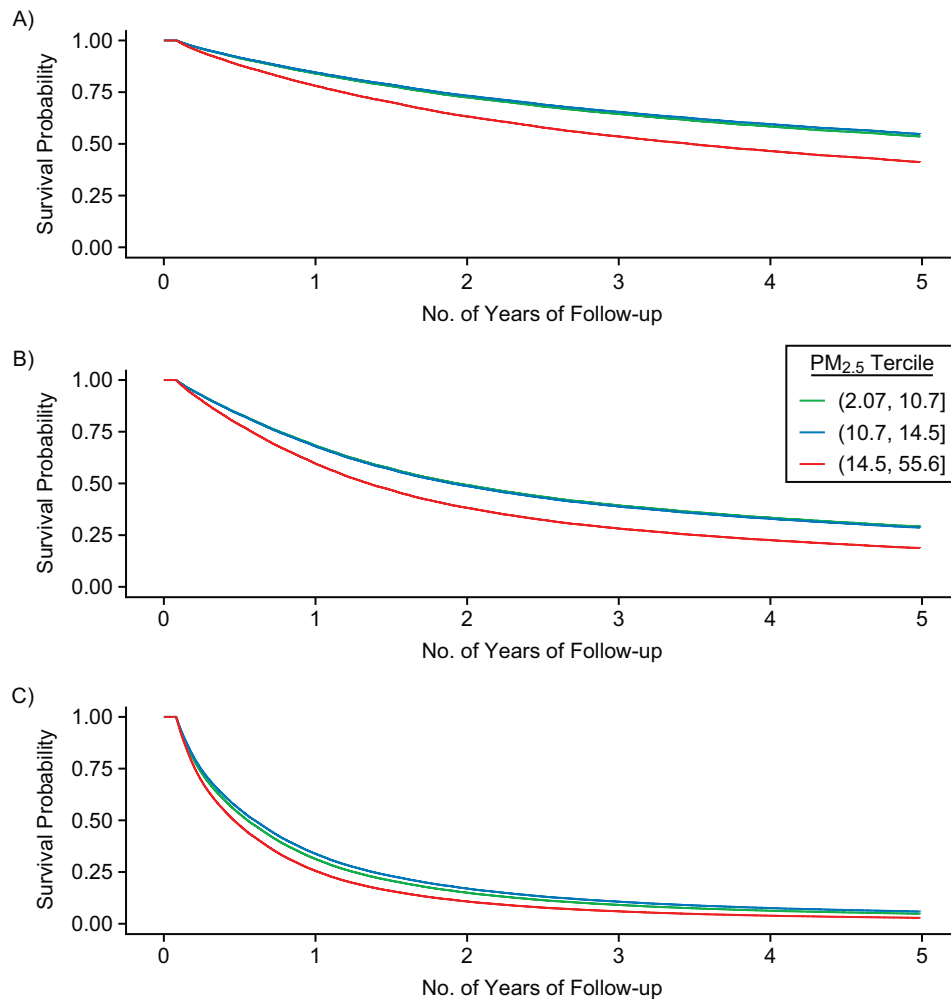 A)
Survival Probability
1.00
0.75
0.50
0.25
0.00
0 1 2 3 4 5
No. of Years of Follow-up
B)
Survival Probability
1.00
0.75
0.50
0.25
0.00
0 1 2 3 4 5
No. of Years of Follow-up
PM2.5 Tercile
(2.07, 10.7]
(10.7, 14.5]
(14.5, 55.6]
C)
Survival Probability
1.00
0.75
0.50
0.25
0.00
0 1 2 3 4 5
No. of Years of Follow-up